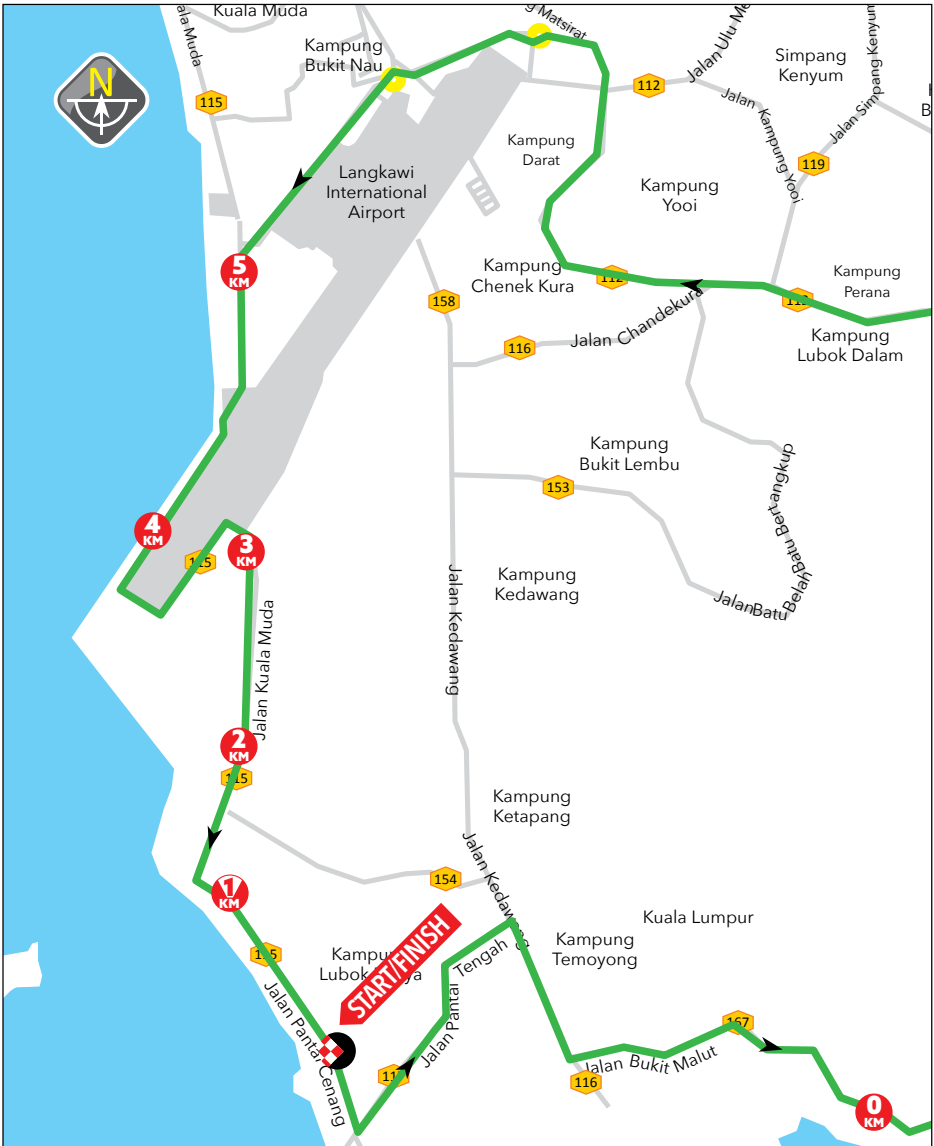 Kuala Muda
ala Muda
g Matsirat
Jalan Ulu Me
Simpang
Kenyum
Jalan Simpang Kenyum
Kampung
Bukit Nau
N
115
112
Jalan Kampung Yooi
119
Kampung
Darat
Langkawi
International
Airport
Kampung
Yooi
5
KM
Kampung
Chenek Kura
112
Kampung
Perana
158
116
Jalan Chandekura
Kampung
Lubok Dalam
Kampung
Bukit Lembu
153
JalanBatu Belah Batu Bertangkup
4
KM
3
KM
115
Kampung
Kedawang
Jalan Kedawang
Jalan Kuala Muda
2
KM
115
Kampung
Ketapang
Jalan Kedawang
154
1
KM
START/FINISH
Kuala Lumpur
Kampung
Temoyong
Lubok
Tengah
Jalan Pantai
Jalan Pantai Cenang
167
Jalan Bukit Malut
116
0
KM